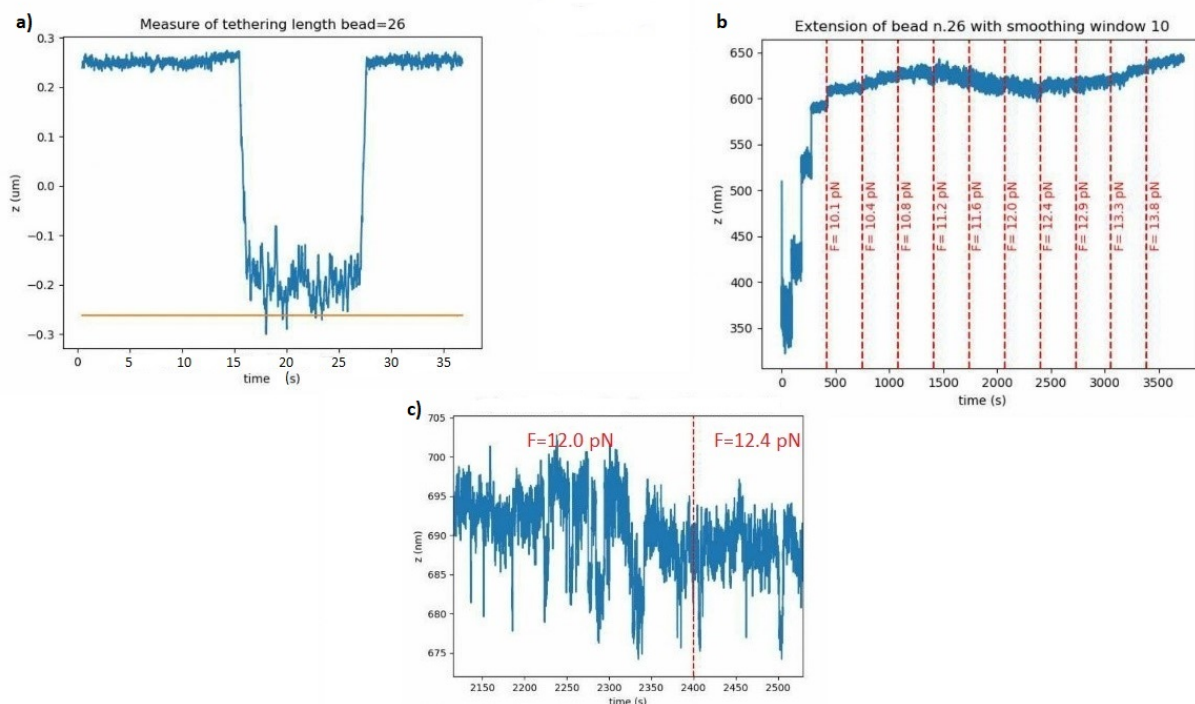 a)
Measure of tethering length bead=26
0.3
0.2
0.1
0.0
−0.1
−0.2
−0.3
z (um)
0
5
10
15
20
25
30
35
time (s)
b)
Extension of bead n.26 with smoothing window 10
650
600
550
500
450
400
350
z (nm)
F= 10.1 pN
F= 10.4 pN
F= 10.8 pN
F= 11.2 pN
F= 11.6 pN
F= 12.0 pN
F= 12.4 pN
F= 12.9 pN
F= 13.3 pN
F= 13.8 pN
0
500
1000
1500
2000
2500
3000
3500
time (s)
c)
705
700
695
690
685
680
675
z (nm)
F=12.0 pN
F=12.4 pN
2150
2200
2250
2300
2350
2400
2450
2500
time (s)